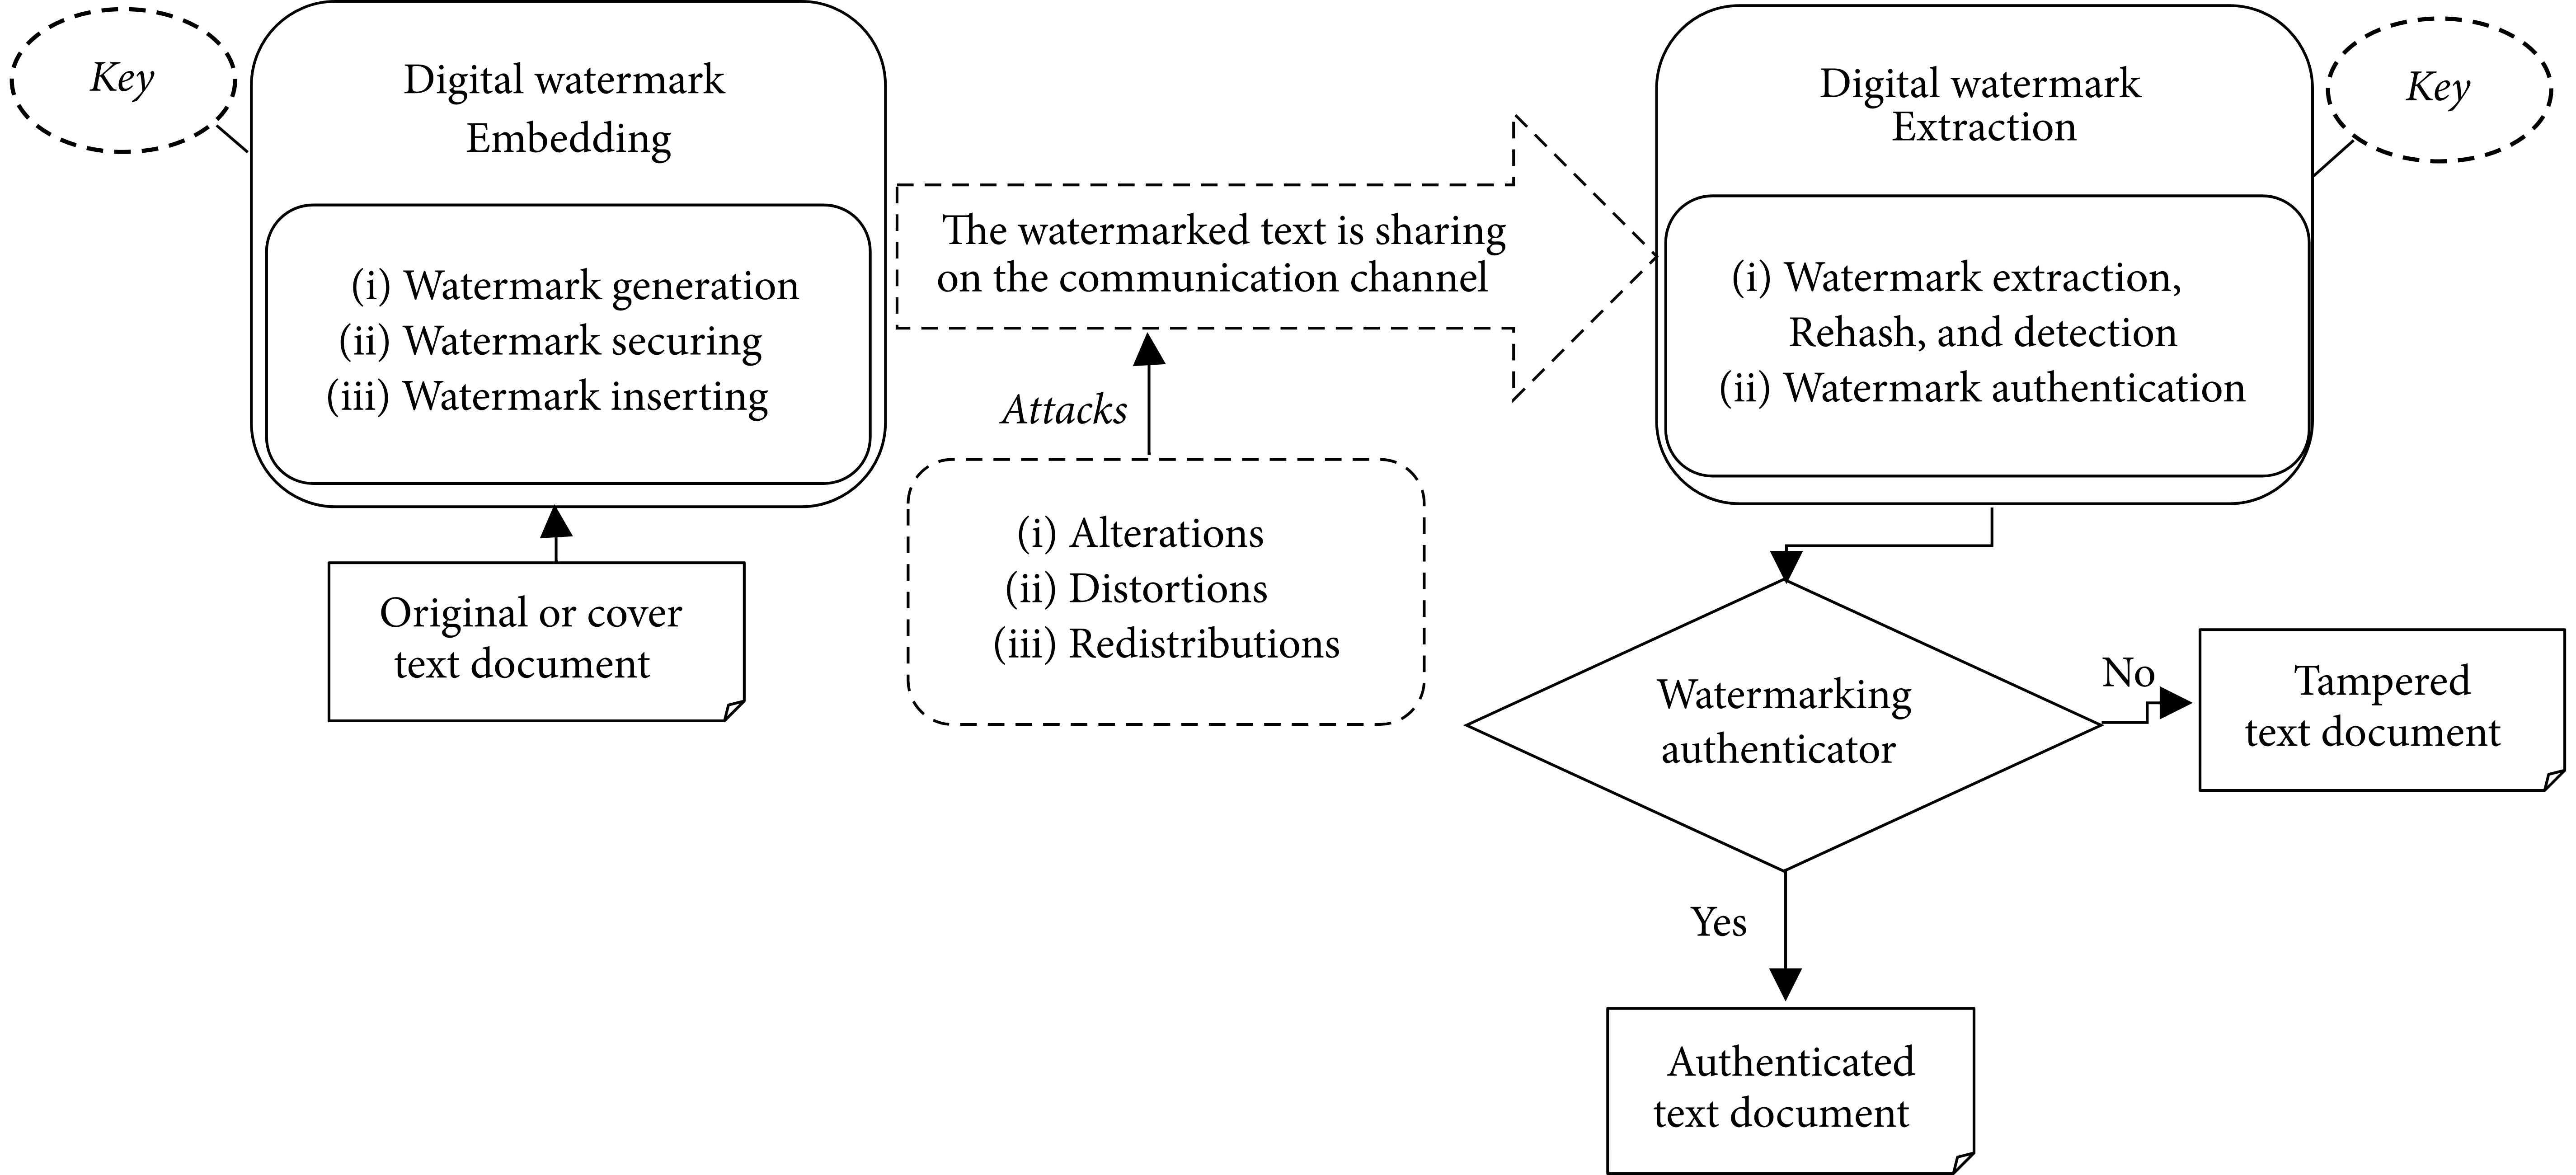 Key
Digital watermark
Embedding
(i) Watermark generation
(ii) Watermark securing
(iii) Watermark inserting
Original or cover
text document
The watermarked text is sharing
on the communication channel
Attacks
(i) Alterations
(ii) Distortions
(iii) Redistributions
Digital watermark
Extraction
Key
(i) Watermark extraction,
Rehash, and detection
(ii) Watermark authentication
Watermarking
authenticator
No
Tampered
text document
Yes
Authenticated
text document